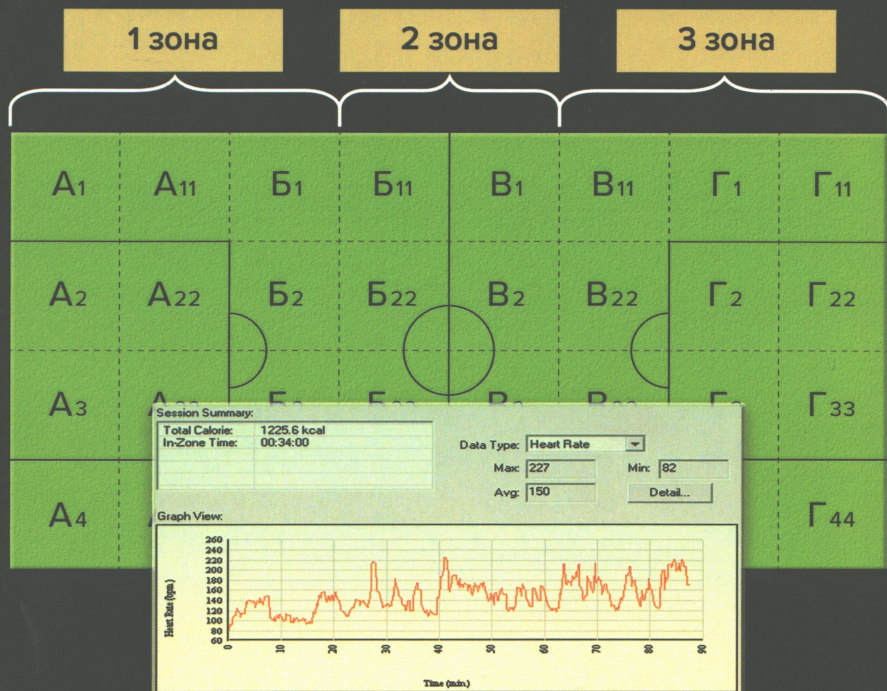 1 зона 2 зона 3 зона
А1 А11 Б1 Б11 В1 В11 Г1 Г11
А2 А22 Б2 Б22 В2 В22 Г2 Г22
А3 Г33
Session Summary:
Total Calorie: 1225.6 kcal
In-Zone Time: 00:34:00
Data Type: Heart Rate
Max: 227 Min: 82
Avg: 150 Detail...
А4 Г44
Graph View:
260
240
220
200
180
160
140
120
100
80
60
Heart Rate (bpm.)
0 10 20 30 40 50 60 70 80 90
Time (min.)